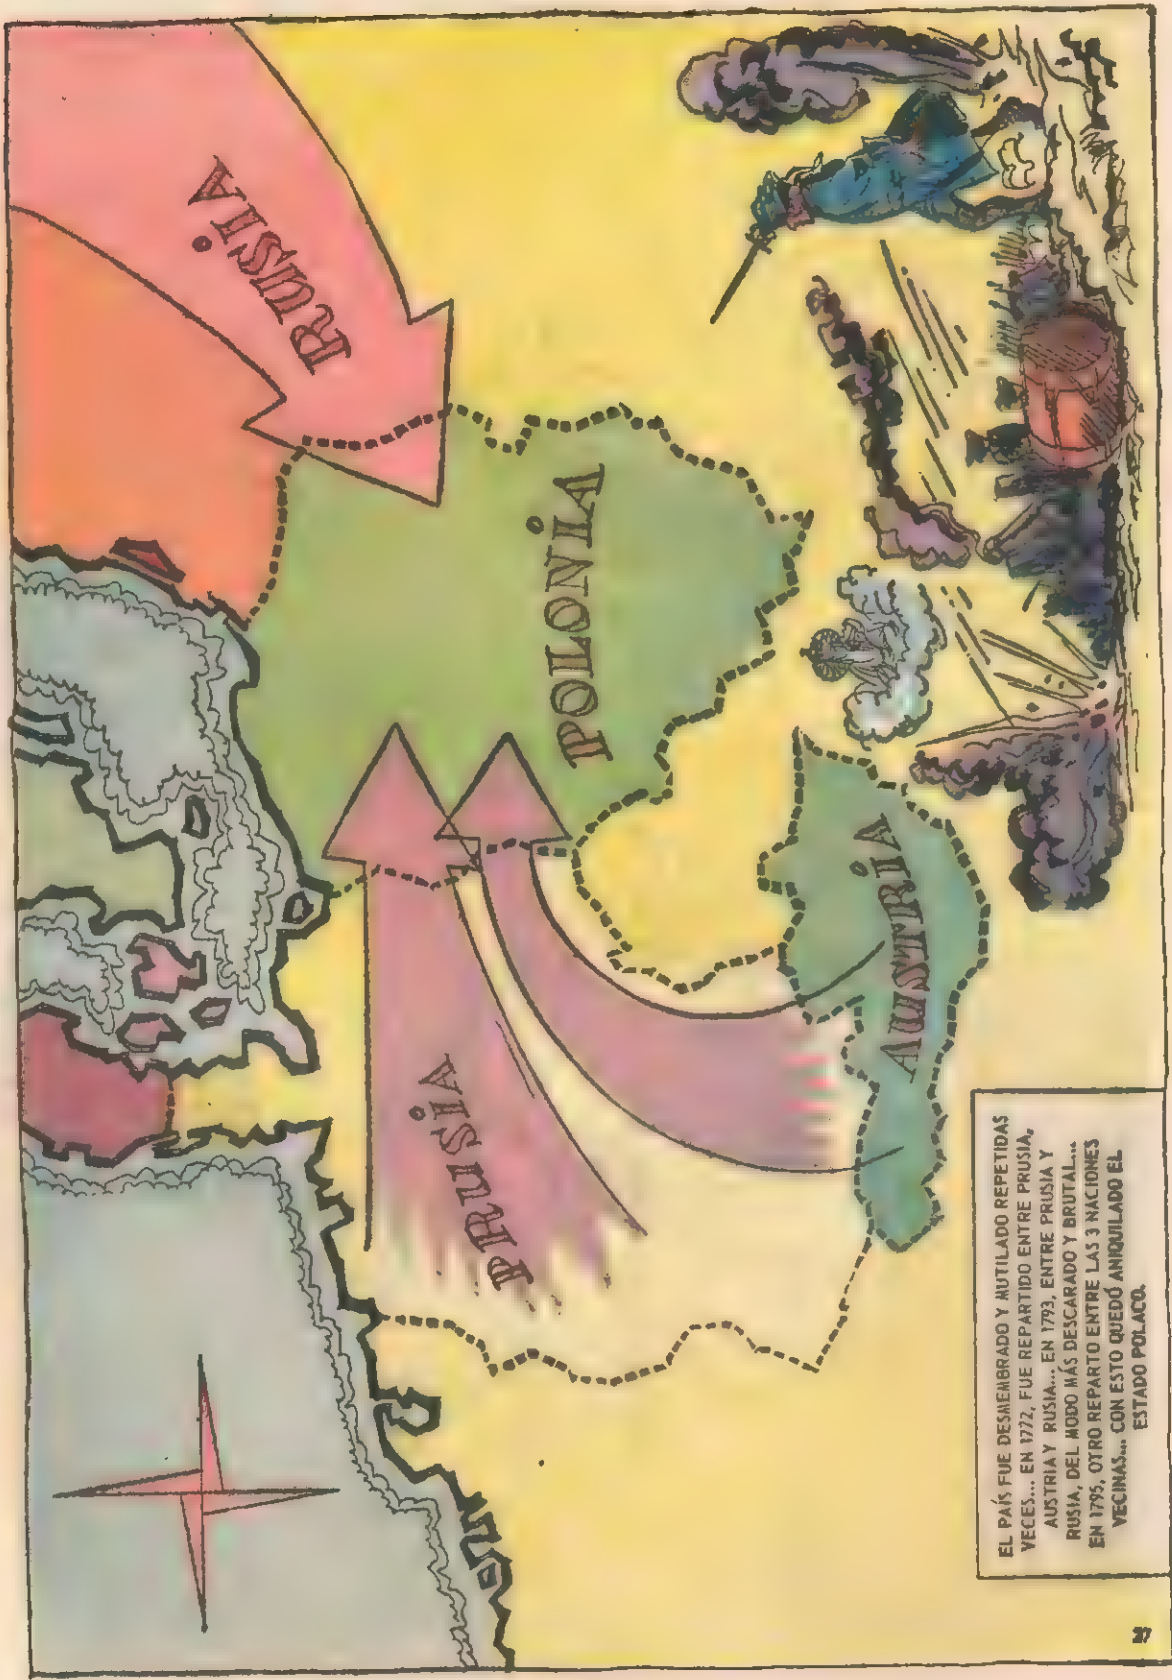 RUSIA
POLONIA
PRUSIA
AUSTRIA
EL PAÍS FUE DESMEMBRADO Y MUTILADO REPETIDAS
VECES... EN 1772, FUE REPARTIDO ENTRE PRUSIA,
AUSTRIA Y RUSIA... EN 1793, ENTRE PRUSIA Y
RUSIA, DEL MODO MÁS DESCARADO Y BRUTAL....
EN 1795, OTRO REPARTO ENTRE LAS 3 NACIONES
VECINAS... CON ESTO QUEDÓ ANIQUILADO EL
ESTADO POLACO.
27